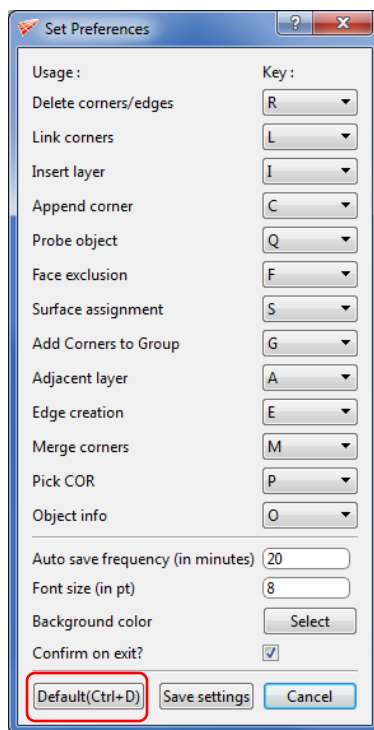 Set Preferences
Usage : Key :
Delete corners/edges R
Link corners L
Insert layer I
Append corner C
Probe object Q
Face exclusion F
Surface assignment S
Add Corners to Group G
Adjacent layer A
Edge creation E
Merge corners M
Pick COR P
Object info O
Auto save frequency (in minutes) 20
Font size (in pt) 8
Background color Select
Confirm on exit?
Default(Ctrl+D) Save settings Cancel